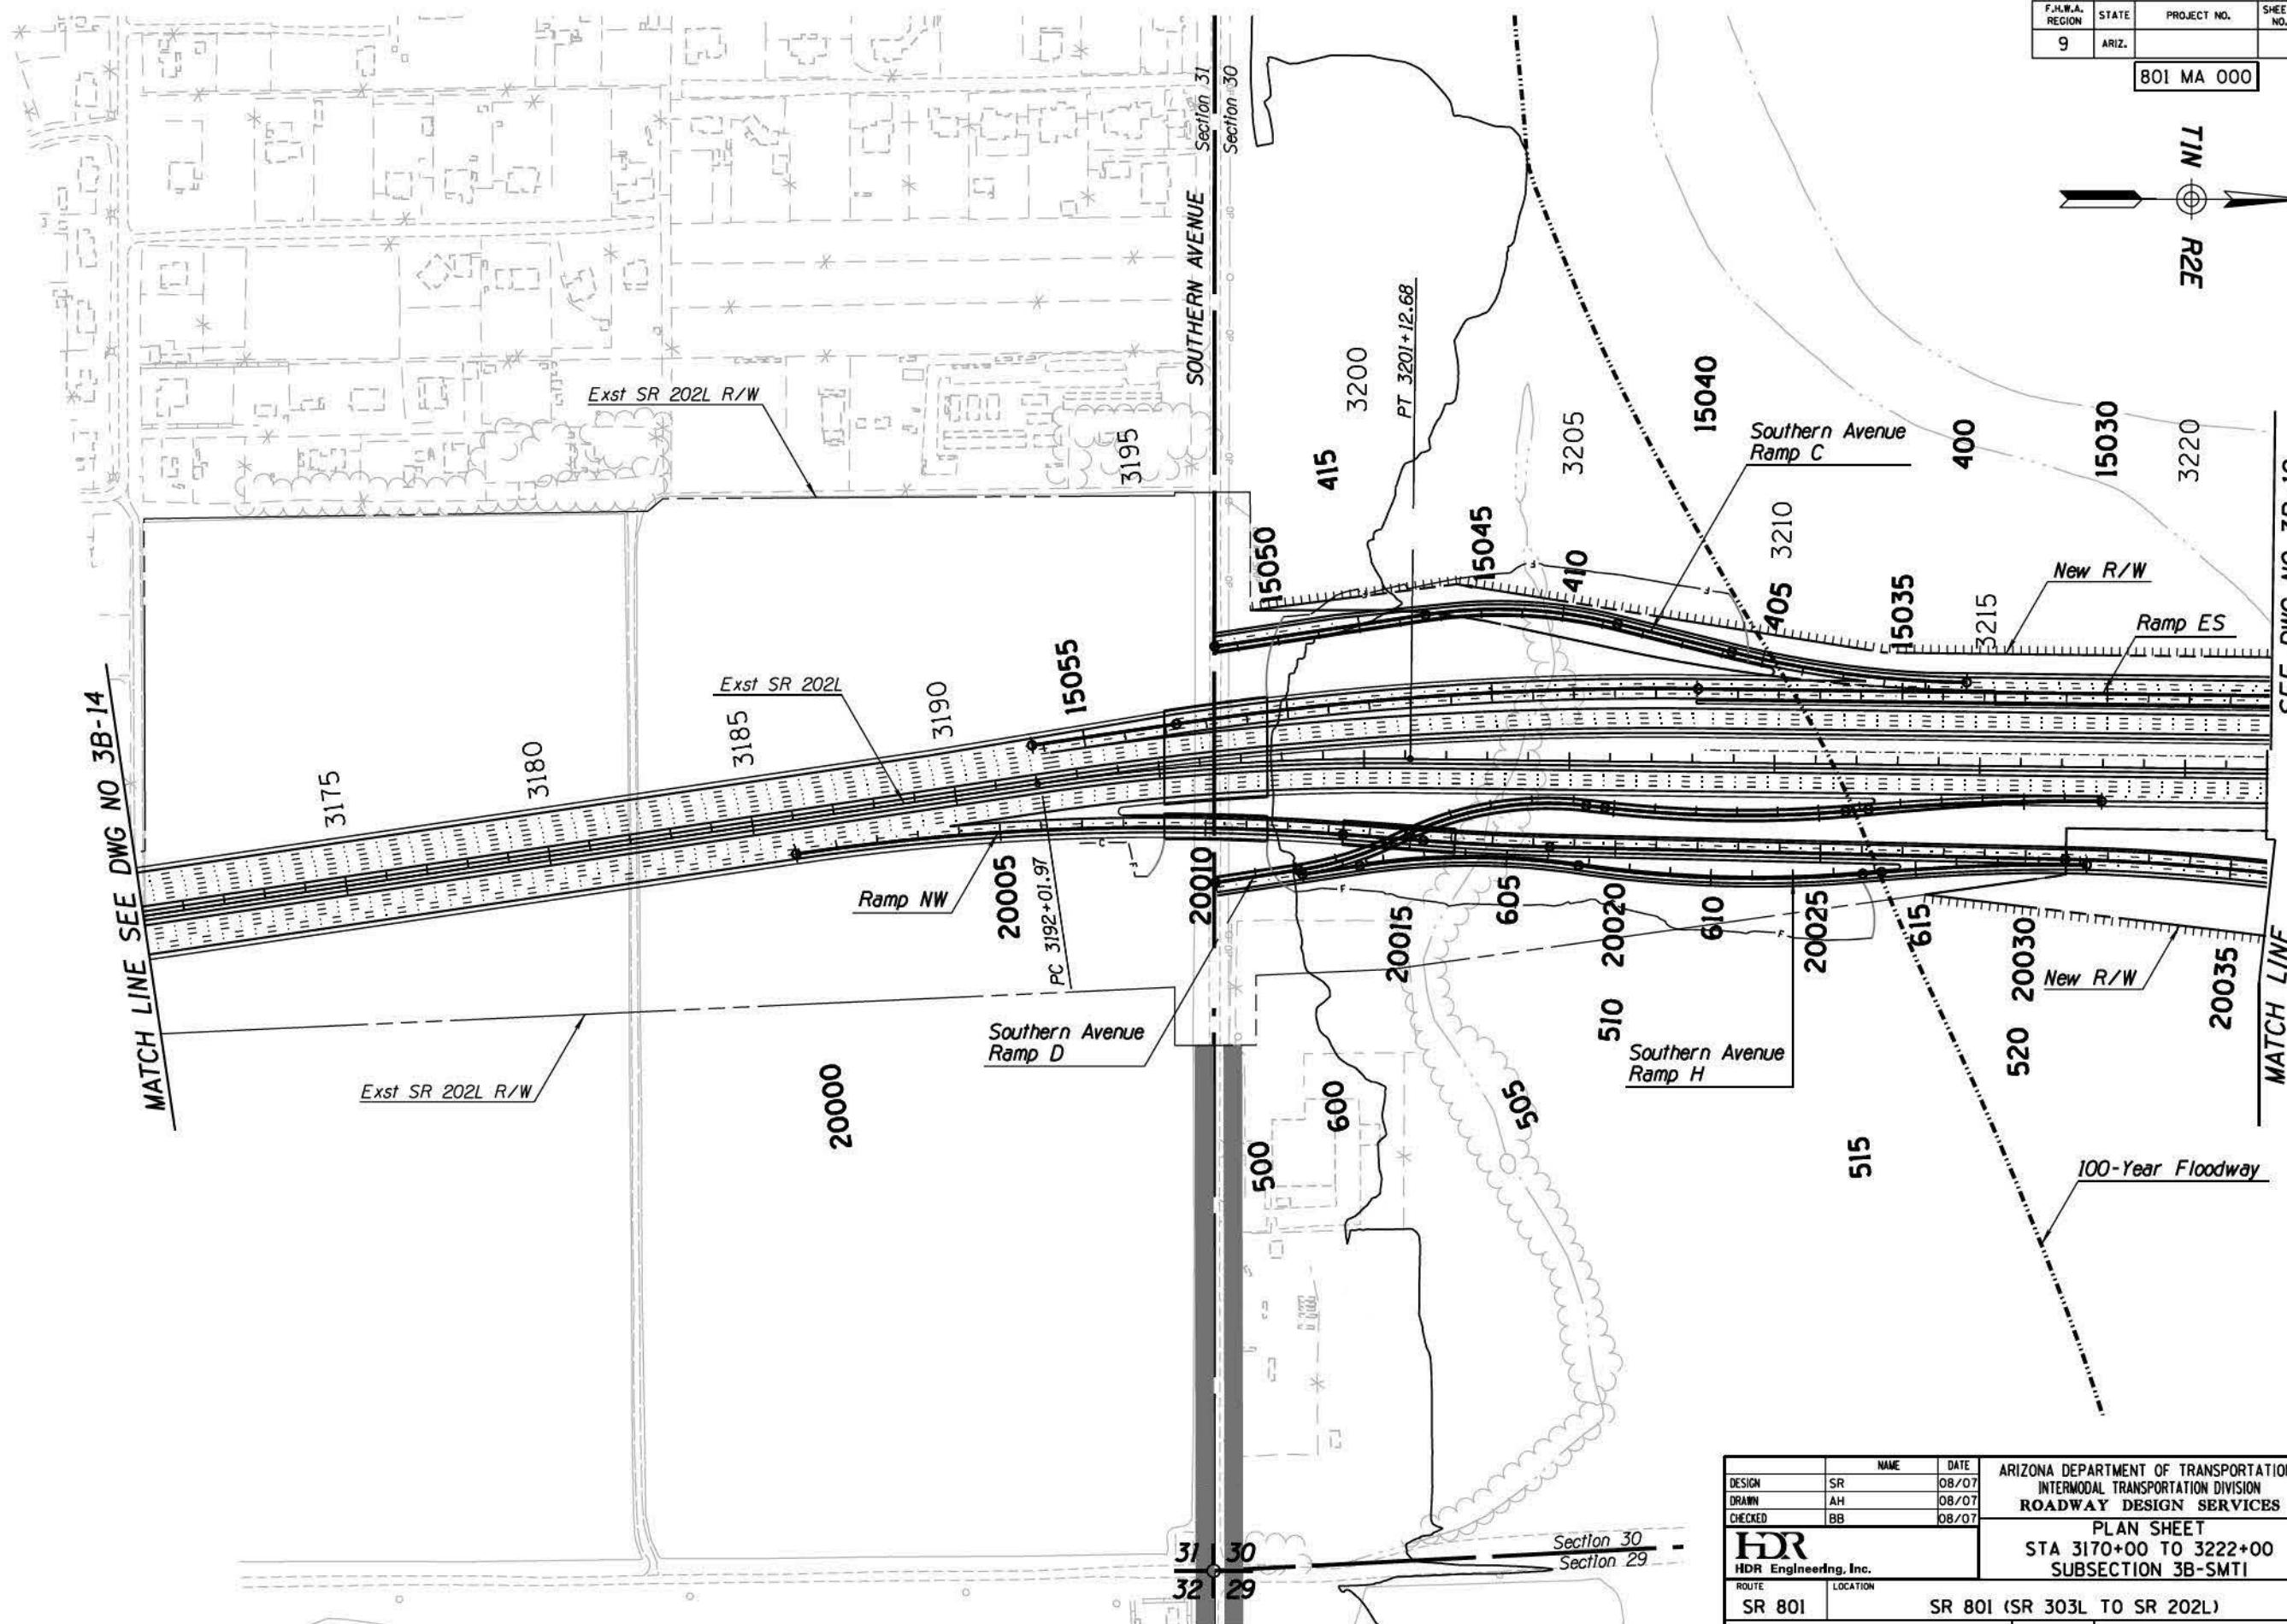 F.H.W.A. REGION STATE PROJECT NO.
9 ARIZ.
801 MA 000
T1N
R2E
Section 31
Section 30
SOUTHERN AVENUE
Exst SR 202L R/W
3195
3200
PT 3201+12.68
415
3205
15040
Southern Avenue
Ramp C
400
15030
3220
15050
15045
410
3210
405
15035
3215
New R/W
Ramp ES
15055
Exst SR 202L
3190
3185
3180
3175
MATCH LINE SEE DWG NO 3B-14
Ramp NW
20005
PC 3192+01.97
20010
20015
605
20020
610
20025
615
20030
New R/W
20035
MATCH LINE
Southern Avenue
Ramp D
510
Southern Avenue
Ramp H
520
Exst SR 202L R/W
20000
600
505
500
515
100-Year Floodway
31 30
32 29
Section 30
Section 29
NAME DATE
DESIGN SR 08/07
DRAWN AH 08/07
CHECKED BB 08/07
HDR
HDR Engineering, Inc.
ARIZONA DEPARTMENT OF TRANSPORTATION
INTERMODAL TRANSPORTATION DIVISION
ROADWAY DESIGN SERVICES
PLAN SHEET
STA 3170+00 TO 3222+00
SUBSECTION 3B-SMT1
ROUTE LOCATION
SR 801 SR 801 (SR 303L TO SR 202L)